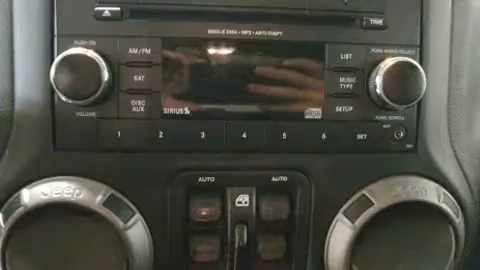 TIME
SINGLE DISC • MP3 • ANTI-THEFT
PUSH ON
VOLUME
AM/FM
SAT
DISC
AUX
SIRIUS
LIST
MUSIC
TYPE
SETUP
PUSH AUDIO/SELECT
TUNE/SCROLL
1 2 3 4 5 6 SET
AUTO AUTO
Jeep Jeep